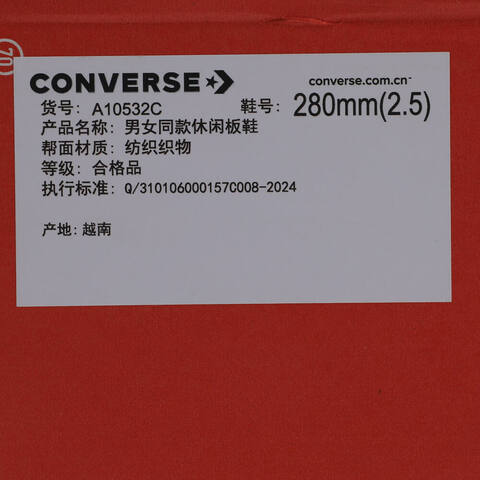 70
CONVERSE
converse.com.cn™
货号: A10532C
鞋号: 280mm(2.5)
产品名称: 男女同款休闲板鞋
帮面材质: 纺织织物
等级: 合格品
执行标准: Q/310106000157C008-2024
产地: 越南